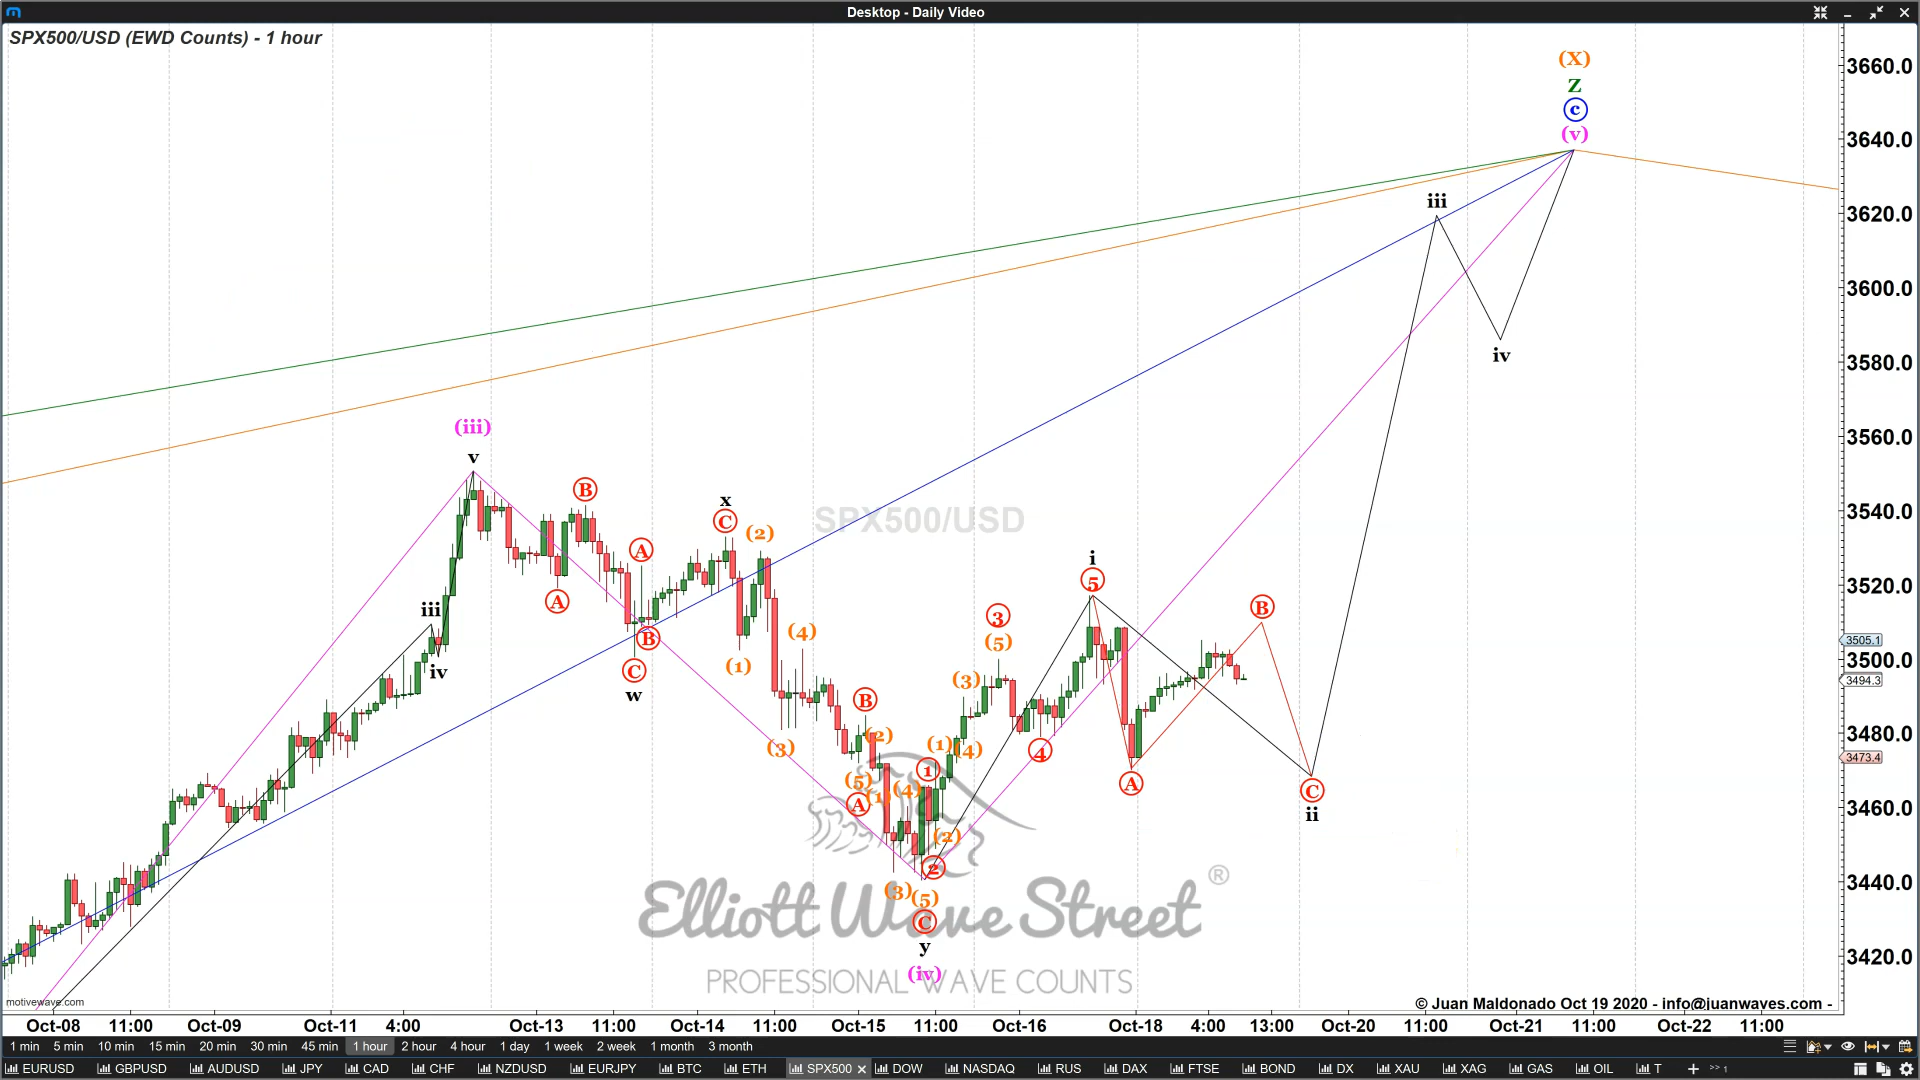 Desktop - Daily Video
SPX500/USD (EWD Counts) - 1 hour
(X)
Z
c
(v)
3660.0
3640.0
3620.0
3600.0
3580.0
3560.0
3540.0
3520.0
3505.1
3500.0
3494.3
3480.0
3473.4
3460.0
3440.0
3420.0
iii
iv
(iii)
v
B
x
C
(2)
SPX500/USD
A
A
iii
iv
B
C
w
(1)
(4)
(3)
B
(2)
(5)
A
(1)
(4)
i
5
3
(5)
(3)
(1)
(4)
1
4
(2)
2
B
A
C
ii
(3)
(5)
C
y
(iv)
Elliott Wave Street ®
PROFESSIONAL WAVE COUNTS
motivewave.com
© Juan Maldonado Oct 19 2020 - info@juanwaves.com -
Oct-08 11:00 Oct-09 Oct-11 4:00 Oct-13 11:00 Oct-14 11:00 Oct-15 11:00 Oct-16 Oct-18 4:00 13:00 Oct-20 11:00 Oct-21 11:00 Oct-22 11:00
1 min 5 min 10 min 15 min 20 min 30 min 45 min 1 hour 2 hour 4 hour 1 day 1 week 2 week 1 month 3 month
EURUSD GBPUSD AUDUSD JPY CAD CHF NZDUSD EURJPY BTC ETH SPX500 DOW NASDAQ RUS DAX FTSE BOND DX XAU XAG GAS OIL T + >> 1